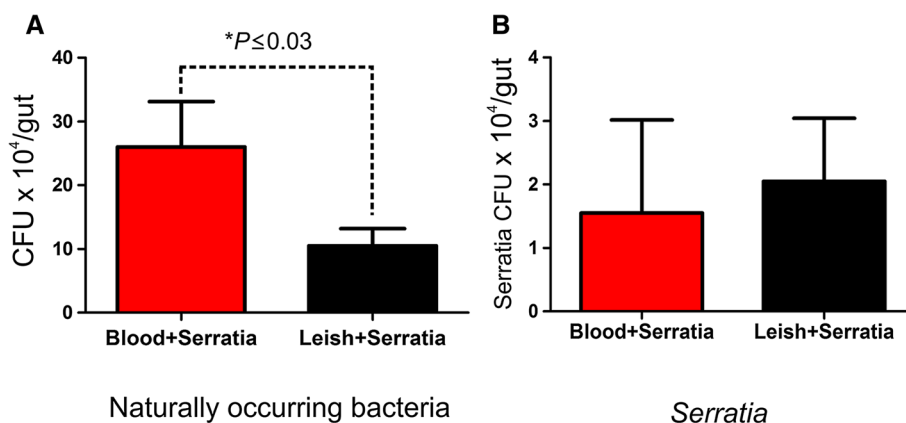 A
*P≤0.03
CFU x 10⁴/gut
40
30
20
10
0
Blood+Serratia
Leish+Serratia
Naturally occurring bacteria
B
Serratia CFU x 10⁴/gut
4
3
2
1
0
Blood+Serratia
Leish+Serratia
Serratia